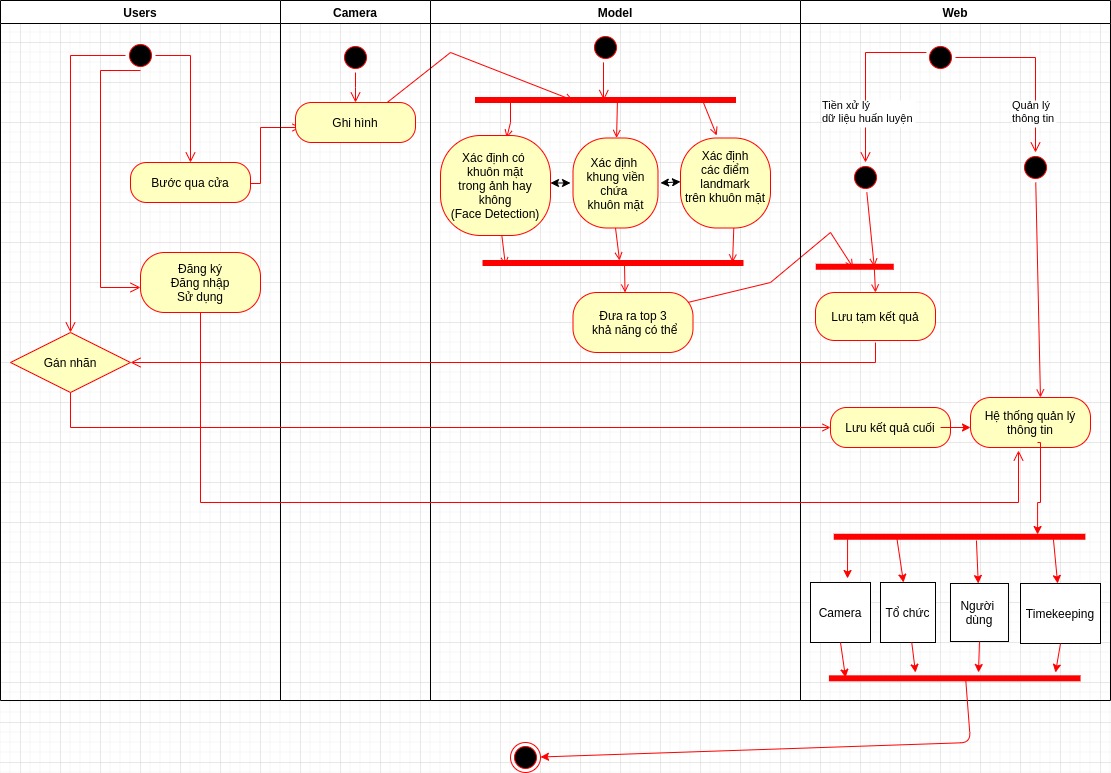 Users
Camera
Model
Web
Ghi hình
Bước qua cửa
Đăng ký
Đăng nhập
Sử dụng
Gán nhãn
Xác định có
khuôn mặt
trong ảnh hay
không
(Face Detection)
Xác định
khung viền
chứa
khuôn mặt
Xác định
các điểm
landmark
trên khuôn mặt
Đưa ra top 3
khả năng có thể
Tiền xử lý
dữ liệu huấn luyện
Quản lý
thông tin
Lưu tạm kết quả
Lưu kết quả cuối
Hệ thống quản lý
thông tin
Camera
Tổ chức
Người
dùng
Timekeeping